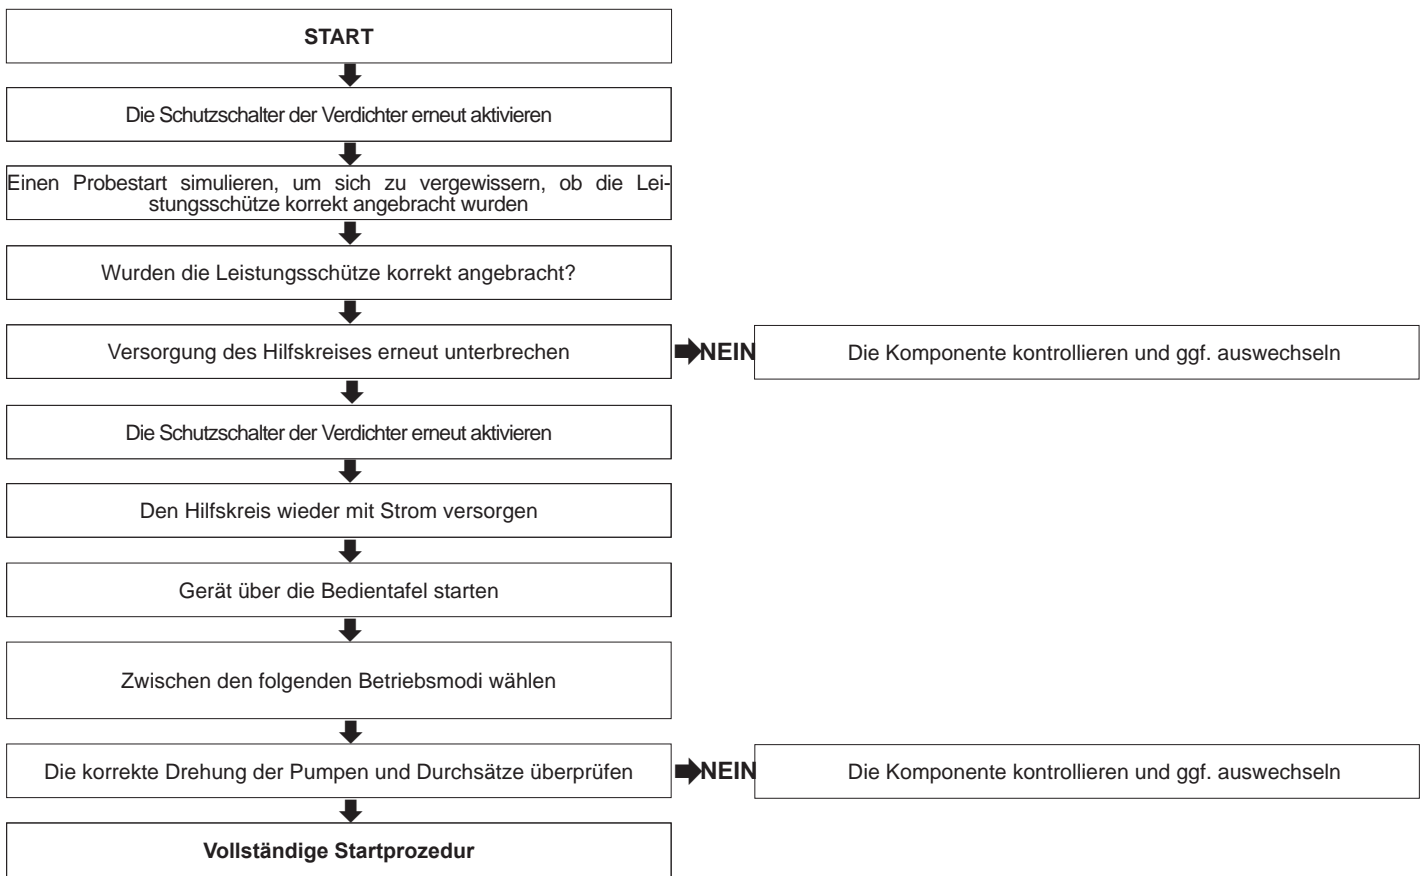 START
Die Schutzschalter der Verdichter erneut aktivieren
Einen Probestart simulieren, um sich zu vergewissern, ob die Lei-
stungsschütze korrekt angebracht wurden
Wurden die Leistungsschütze korrekt angebracht?
Versorgung des Hilfskreises erneut unterbrechen
NEIN
Die Komponente kontrollieren und ggf. auswechseln
Die Schutzschalter der Verdichter erneut aktivieren
Den Hilfskreis wieder mit Strom versorgen
Gerät über die Bedientafel starten
Zwischen den folgenden Betriebsmodi wählen
Die korrekte Drehung der Pumpen und Durchsätze überprüfen
NEIN
Die Komponente kontrollieren und ggf. auswechseln
Vollständige Startprozedur